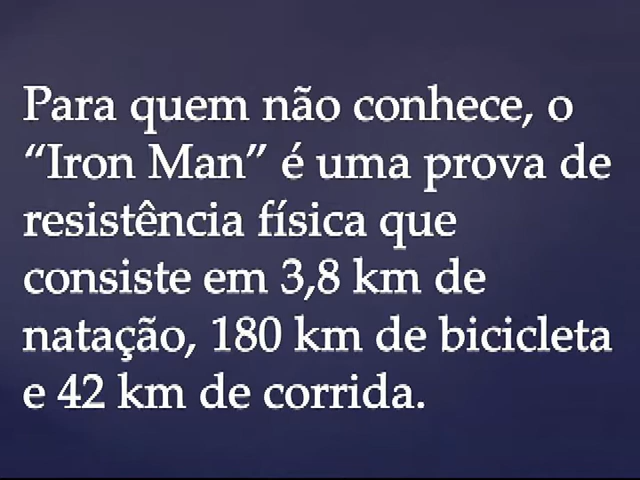 Para quem não conhece, o
“Iron Man” é uma prova de
resistência física que
consiste em 3,8 km de
natação, 180 km de bicicleta
e 42 km de corrida.